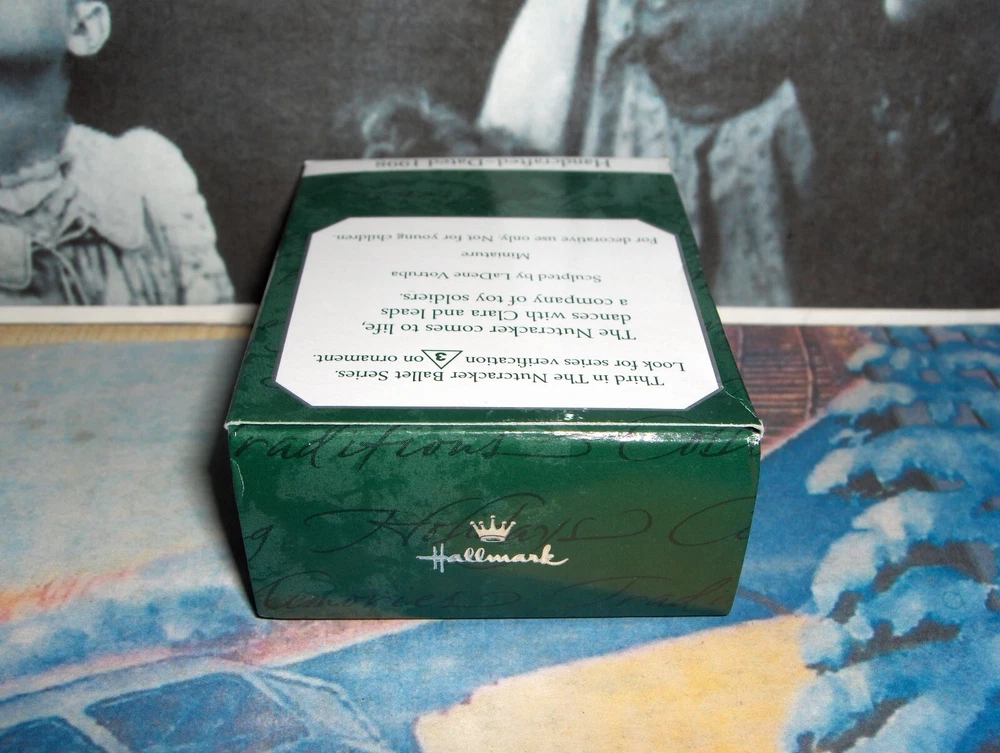 Third in The Nutcracker Ballet Series.
Look for series verification 3 on ornament.
The Nutcracker comes to life,
dances with Clara and leads
a company of toy soldiers.
Sculpted by LaDene Votruba
Miniature
For decorative use only. Not for young children.
Handcrafted. Dated 1998
Traditions
Holidays
Hallmark
Memories